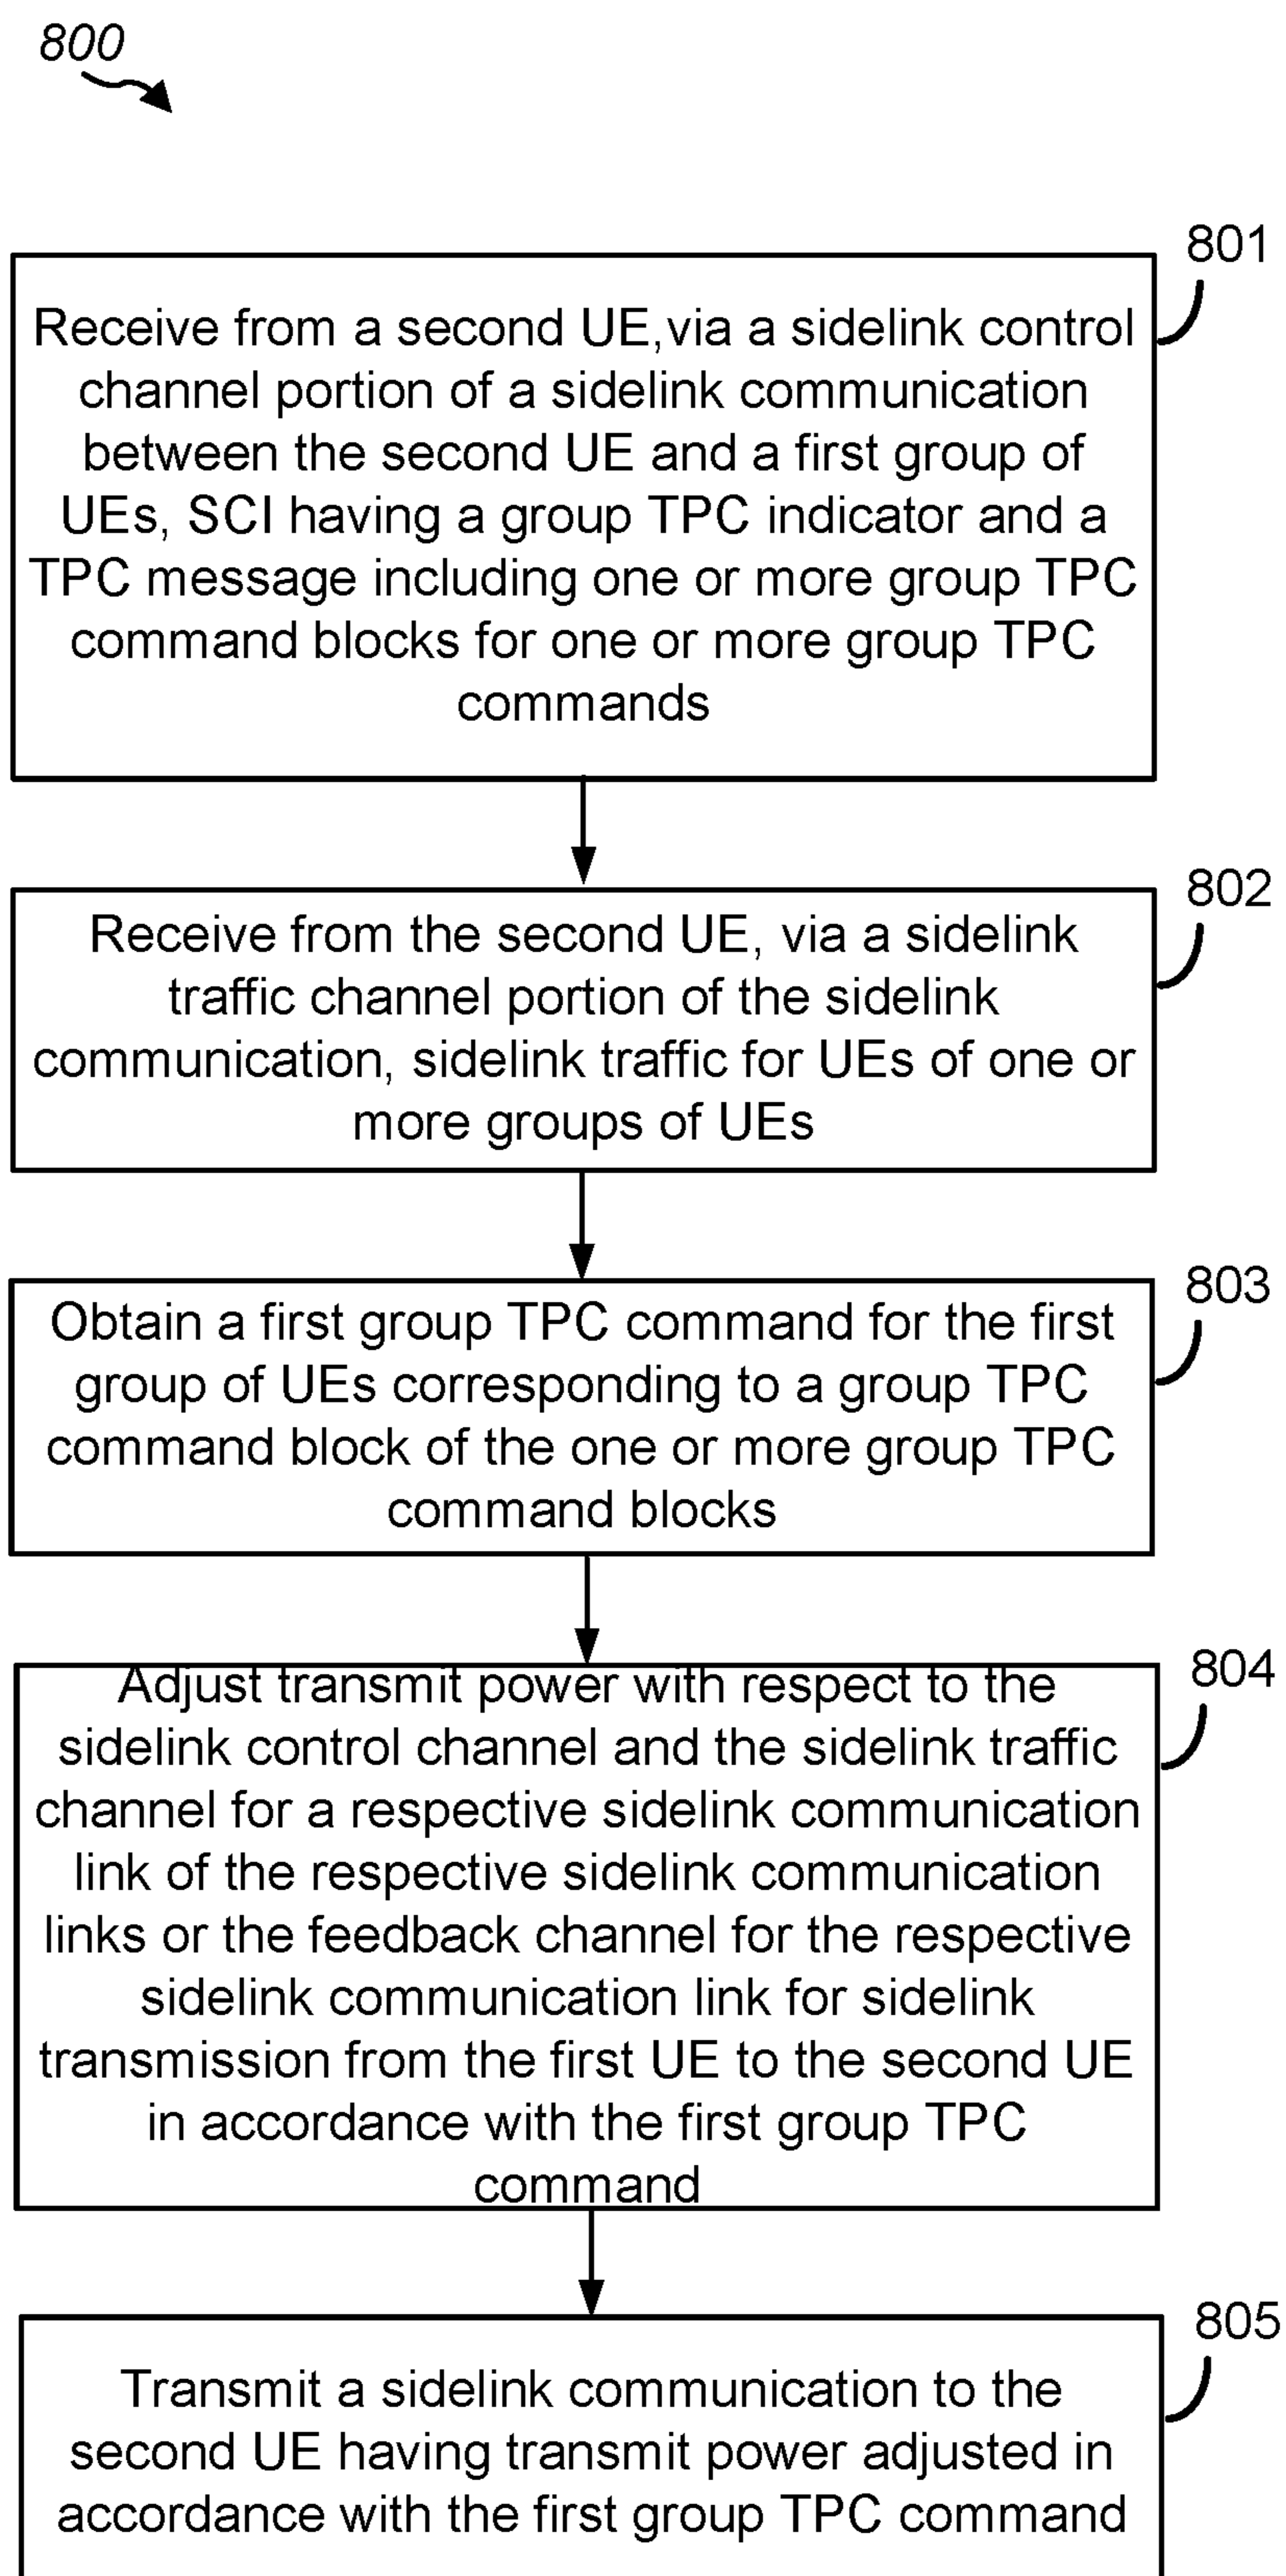 800
801
Receive from a second UE,via a sidelink control
channel portion of a sidelink communication
between the second UE and a first group of
UEs, SCI having a group TPC indicator and a
TPC message including one or more group TPC
command blocks for one or more group TPC
commands
802
Receive from the second UE, via a sidelink
traffic channel portion of the sidelink
communication, sidelink traffic for UEs of one or
more groups of UEs
803
Obtain a first group TPC command for the first
group of UEs corresponding to a group TPC
command block of the one or more group TPC
command blocks
804
Adjust transmit power with respect to the
sidelink control channel and the sidelink traffic
channel for a respective sidelink communication
link of the respective sidelink communication
links or the feedback channel for the respective
sidelink communication link for sidelink
transmission from the first UE to the second UE
in accordance with the first group TPC
command
805
Transmit a sidelink communication to the
second UE having transmit power adjusted in
accordance with the first group TPC command